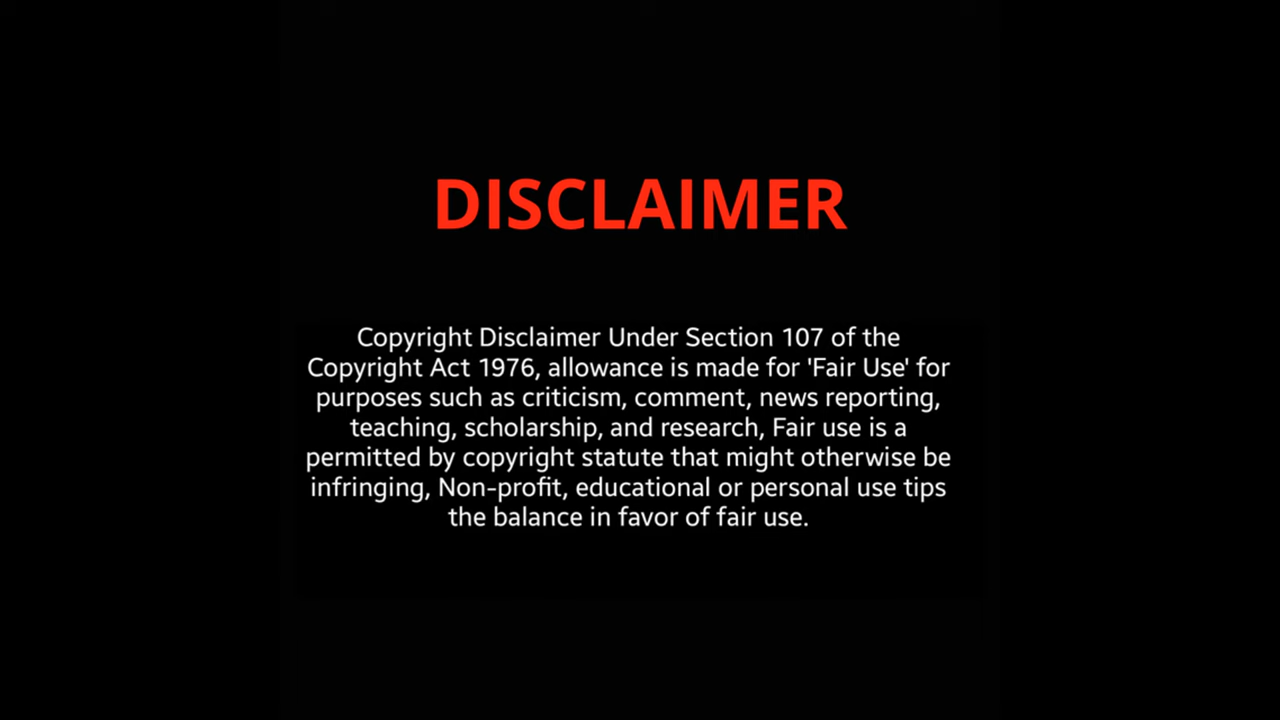 DISCLAIMER
Copyright Disclaimer Under Section 107 of the
Copyright Act 1976, allowance is made for 'Fair Use' for
purposes such as criticism, comment, news reporting,
teaching, scholarship, and research, Fair use is a
permitted by copyright statute that might otherwise be
infringing, Non-profit, educational or personal use tips
the balance in favor of fair use.